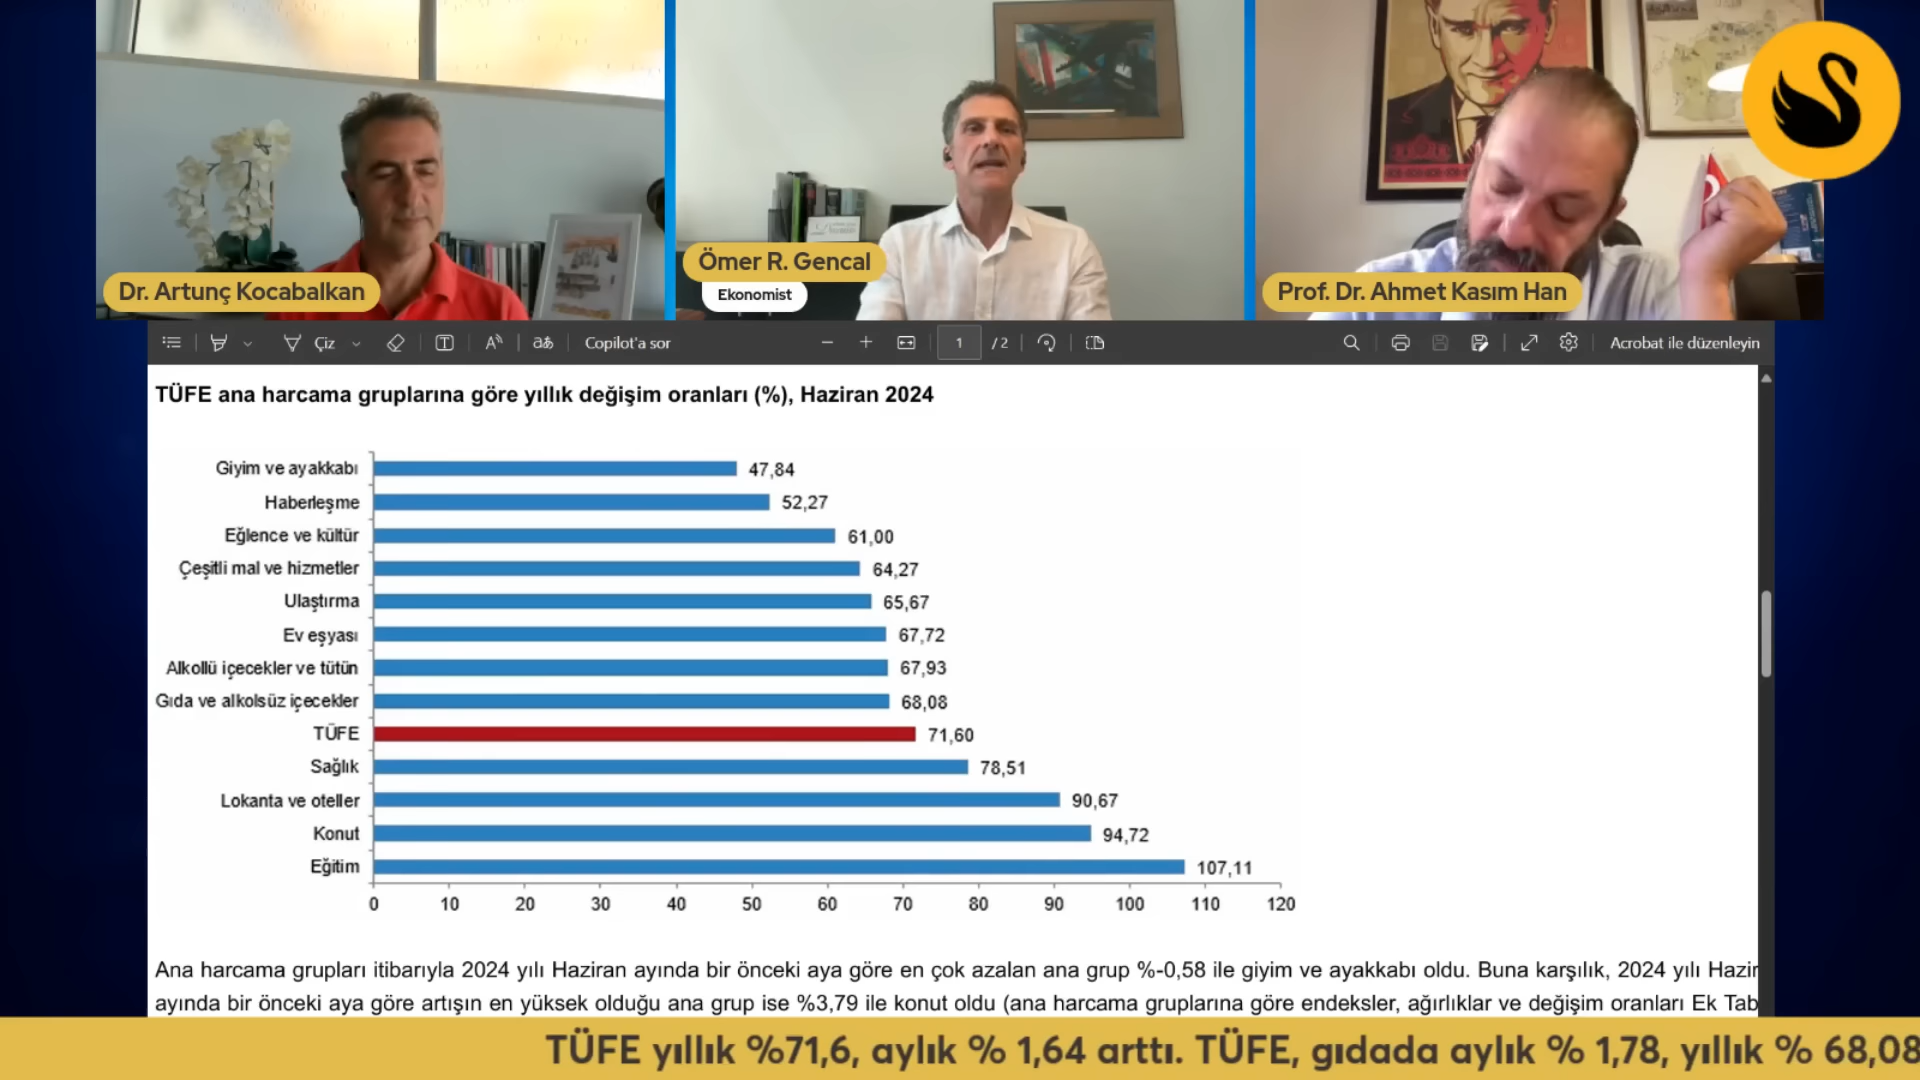 Dr. Artunç Kocabalkan
Ömer R. Gencal
Ekonomist
Prof. Dr. Ahmet Kasım Han
Çiz
Copilot'a sor
1 / 2
Acrobat ile düzenleyin
TÜFE ana harcama gruplarına göre yıllık değişim oranları (%), Haziran 2024
Giyim ve ayakkabı 47,84
Haberleşme 52,27
Eğlence ve kültür 61,00
Çeşitli mal ve hizmetler 64,27
Ulaştırma 65,67
Ev eşyası 67,72
Alkollü içecekler ve tütün 67,93
Gıda ve alkolsüz içecekler 68,08
TÜFE 71,60
Sağlık 78,51
Lokanta ve oteller 90,67
Konut 94,72
Eğitim 107,11
0 10 20 30 40 50 60 70 80 90 100 110 120
Ana harcama grupları itibarıyla 2024 yılı Haziran ayında bir önceki aya göre en çok azalan ana grup %-0,58 ile giyim ve ayakkabı oldu. Buna karşılık, 2024 yılı Hazir
ayında bir önceki aya göre artışın en yüksek olduğu ana grup ise %3,79 ile konut oldu (ana harcama gruplarına göre endeksler, ağırlıklar ve değişim oranları Ek Tab
TÜFE yıllık %71,6, aylık % 1,64 arttı. TÜFE, gıdada aylık % 1,78, yıllık % 68,08